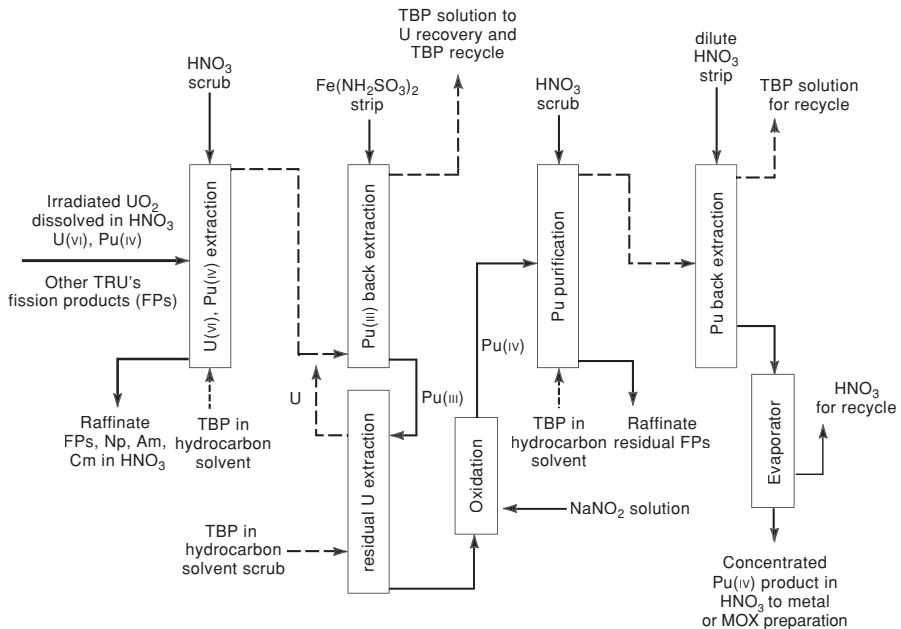 HNO3
scrub
Fe(NH2SO3)2
strip
TBP solution to
U recovery and
TBP recycle
HNO3
scrub
dilute
HNO3
strip
TBP solution
for recycle
Irradiated UO2
dissolved in HNO3
U(VI), Pu(IV)
Other TRU's
fission products (FPs)
U(VI), Pu(IV) extraction
Pu(III) back extraction
Pu purification
Pu back extraction
Raffinate
FPs, Np, Am,
Cm in HNO3
TBP in
hydrocarbon
solvent
U
Pu(III)
residual U extraction
TBP in
hydrocarbon
solvent scrub
Pu(IV)
Oxidation
NaNO2 solution
TBP in
hydrocarbon
solvent
Raffinate
residual FPs
Evaporator
HNO3
for recycle
Concentrated
Pu(IV) product in
HNO3 to metal
or MOX preparation